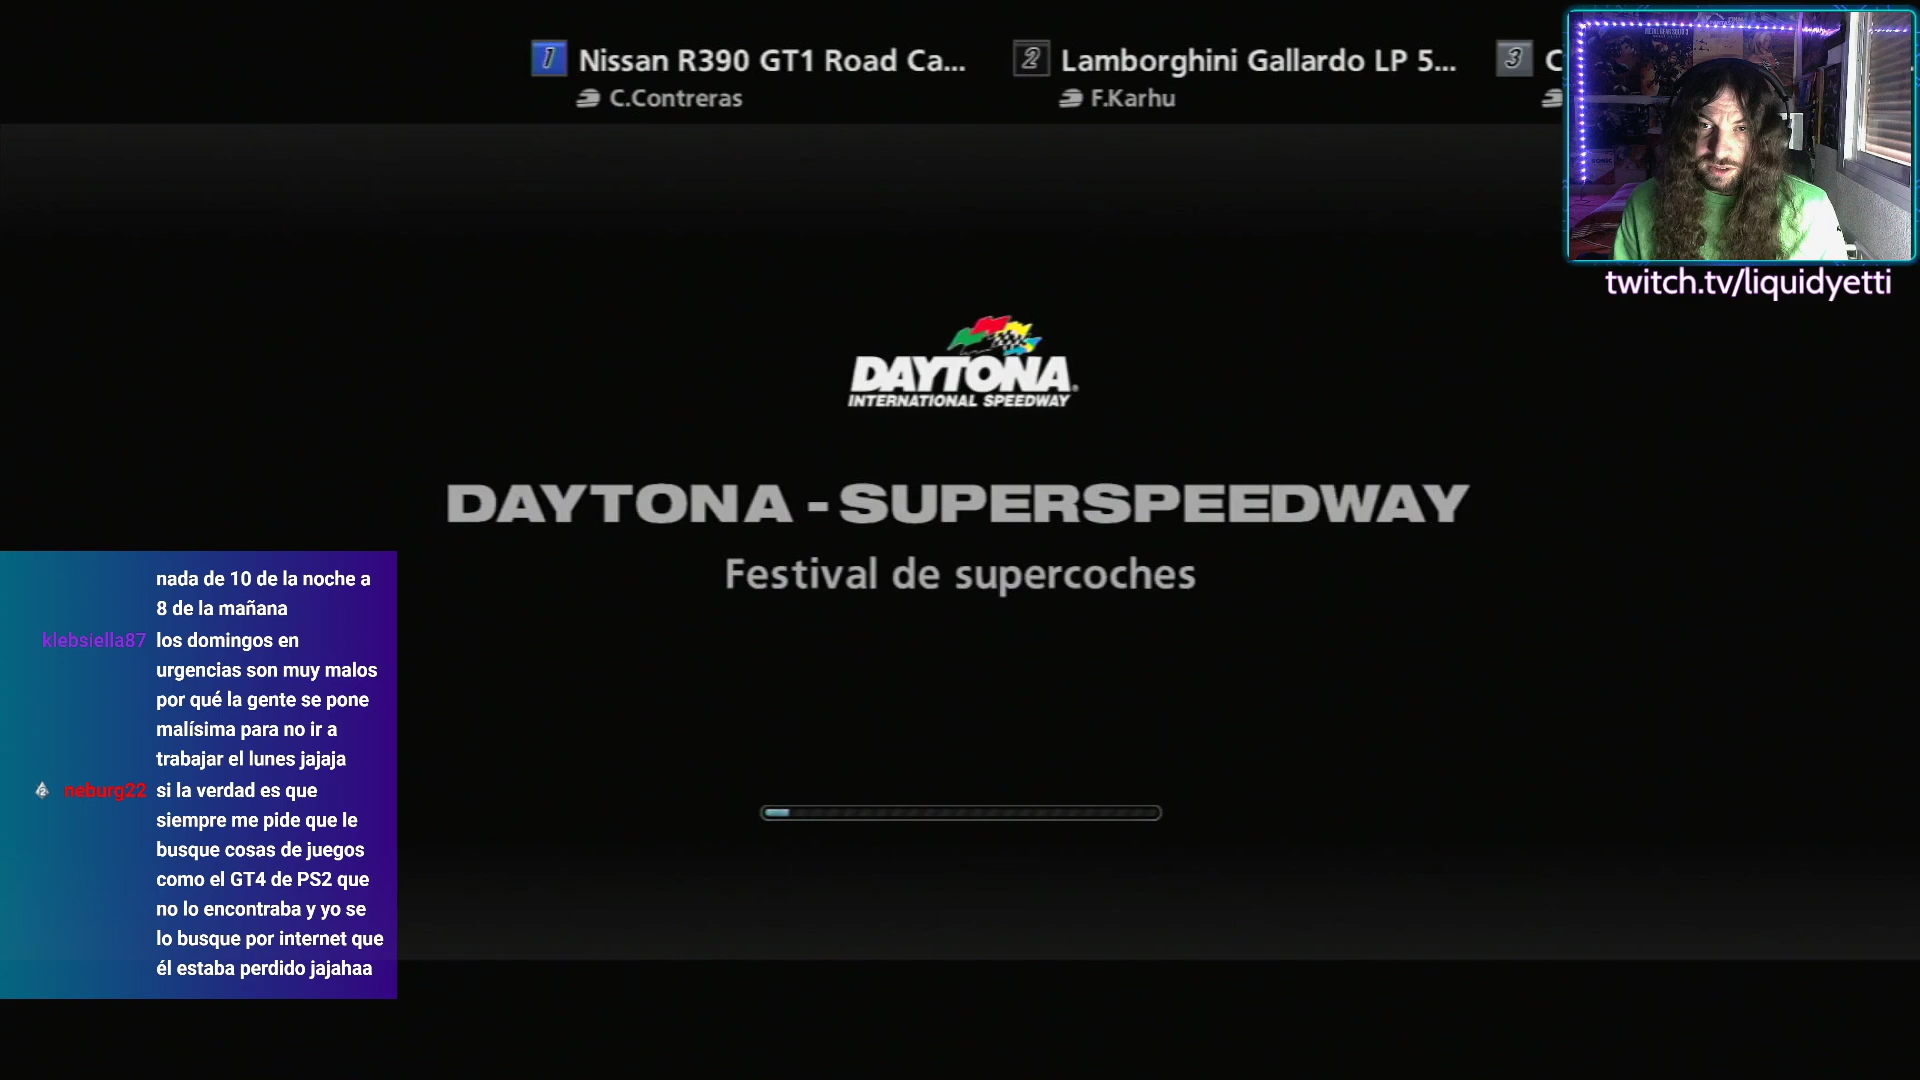 1 Nissan R390 GT1 Road Ca...
C.Contreras
2 Lamborghini Gallardo LP 5...
F.Karhu
3 C
twitch.tv/liquidyetti
DAYTONA
INTERNATIONAL SPEEDWAY
DAYTONA - SUPERSPEEDWAY
Festival de supercoches
nada de 10 de la noche a
8 de la mañana
klebsiella87 los domingos en
urgencias son muy malos
por qué la gente se pone
malísima para no ir a
trabajar el lunes jajaja
neburg22 si la verdad es que
siempre me pide que le
busque cosas de juegos
como el GT4 de PS2 que
no lo encontraba y yo se
lo busque por internet que
él estaba perdido jajahaa